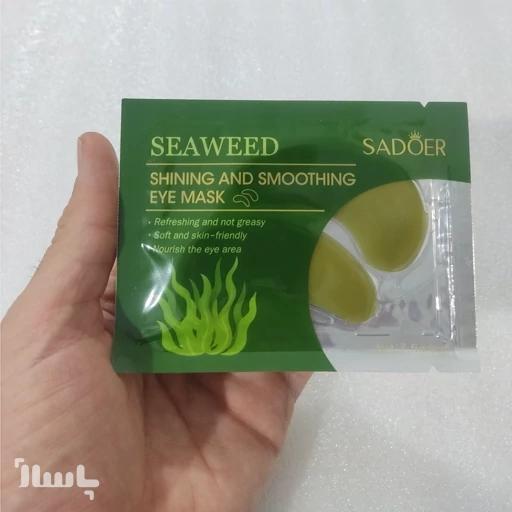 SEAWEED
SADOER
SHINING AND SMOOTHING
EYE MASK
• Refreshing and not greasy
• Soft and skin-friendly
• Nourish the eye area
پاساژ